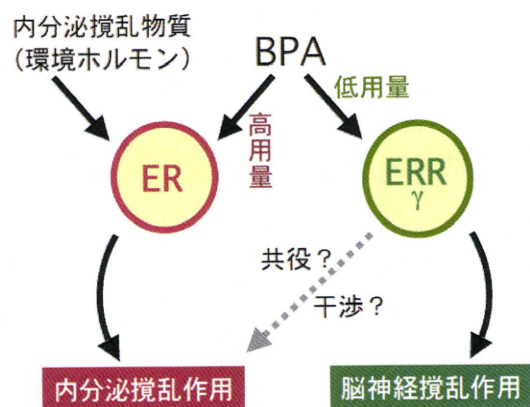 内分泌撹乱物質
（環境ホルモン）
BPA
低用量
高用量
ER
ERR
γ
共役？
干渉？
内分泌撹乱作用
脳神経撹乱作用